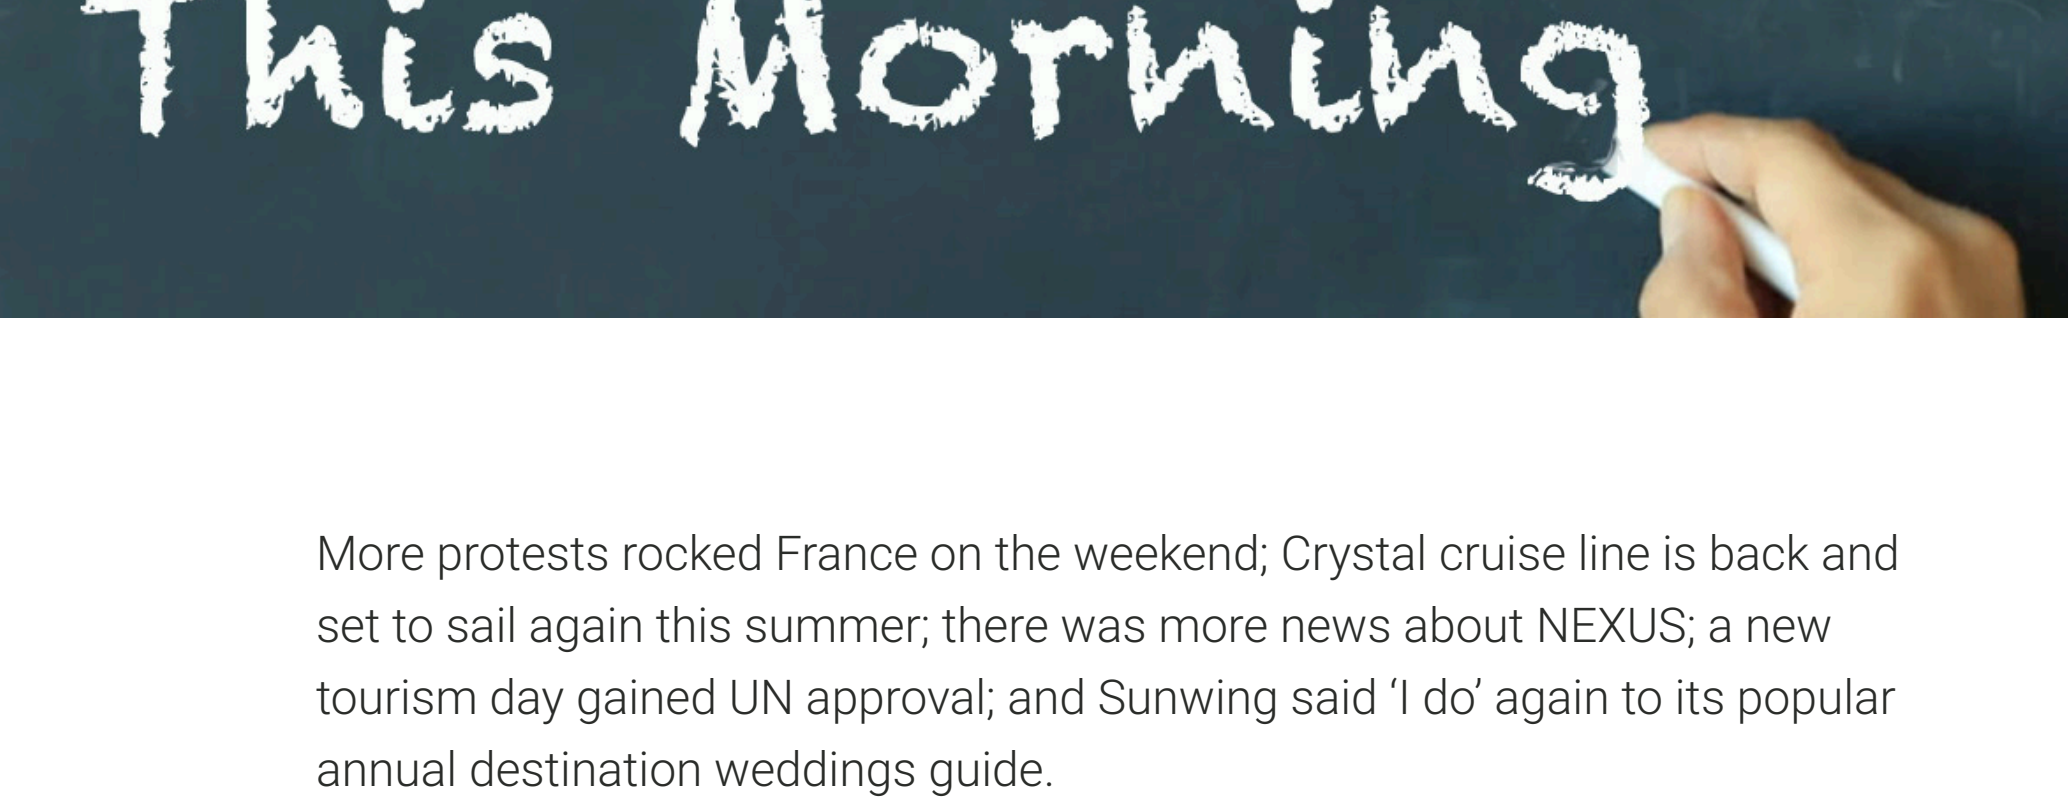 This Morning
More protests rocked France on the weekend; Crystal cruise line is back and
set to sail again this summer; there was more news about NEXUS; a new
tourism day gained UN approval; and Sunwing said ‘I do’ again to its popular
annual destination weddings guide.